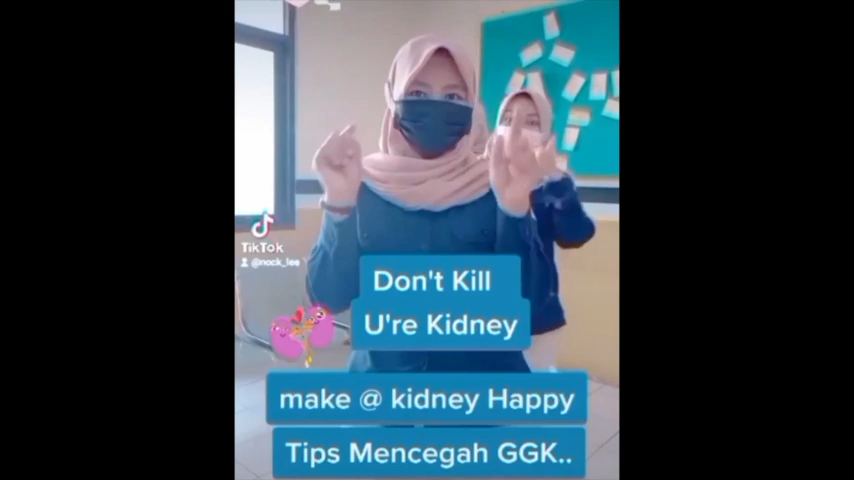 TikTok
@nock_lee
Don't Kill
U're Kidney
make @ kidney Happy
Tips Mencegah GGK..